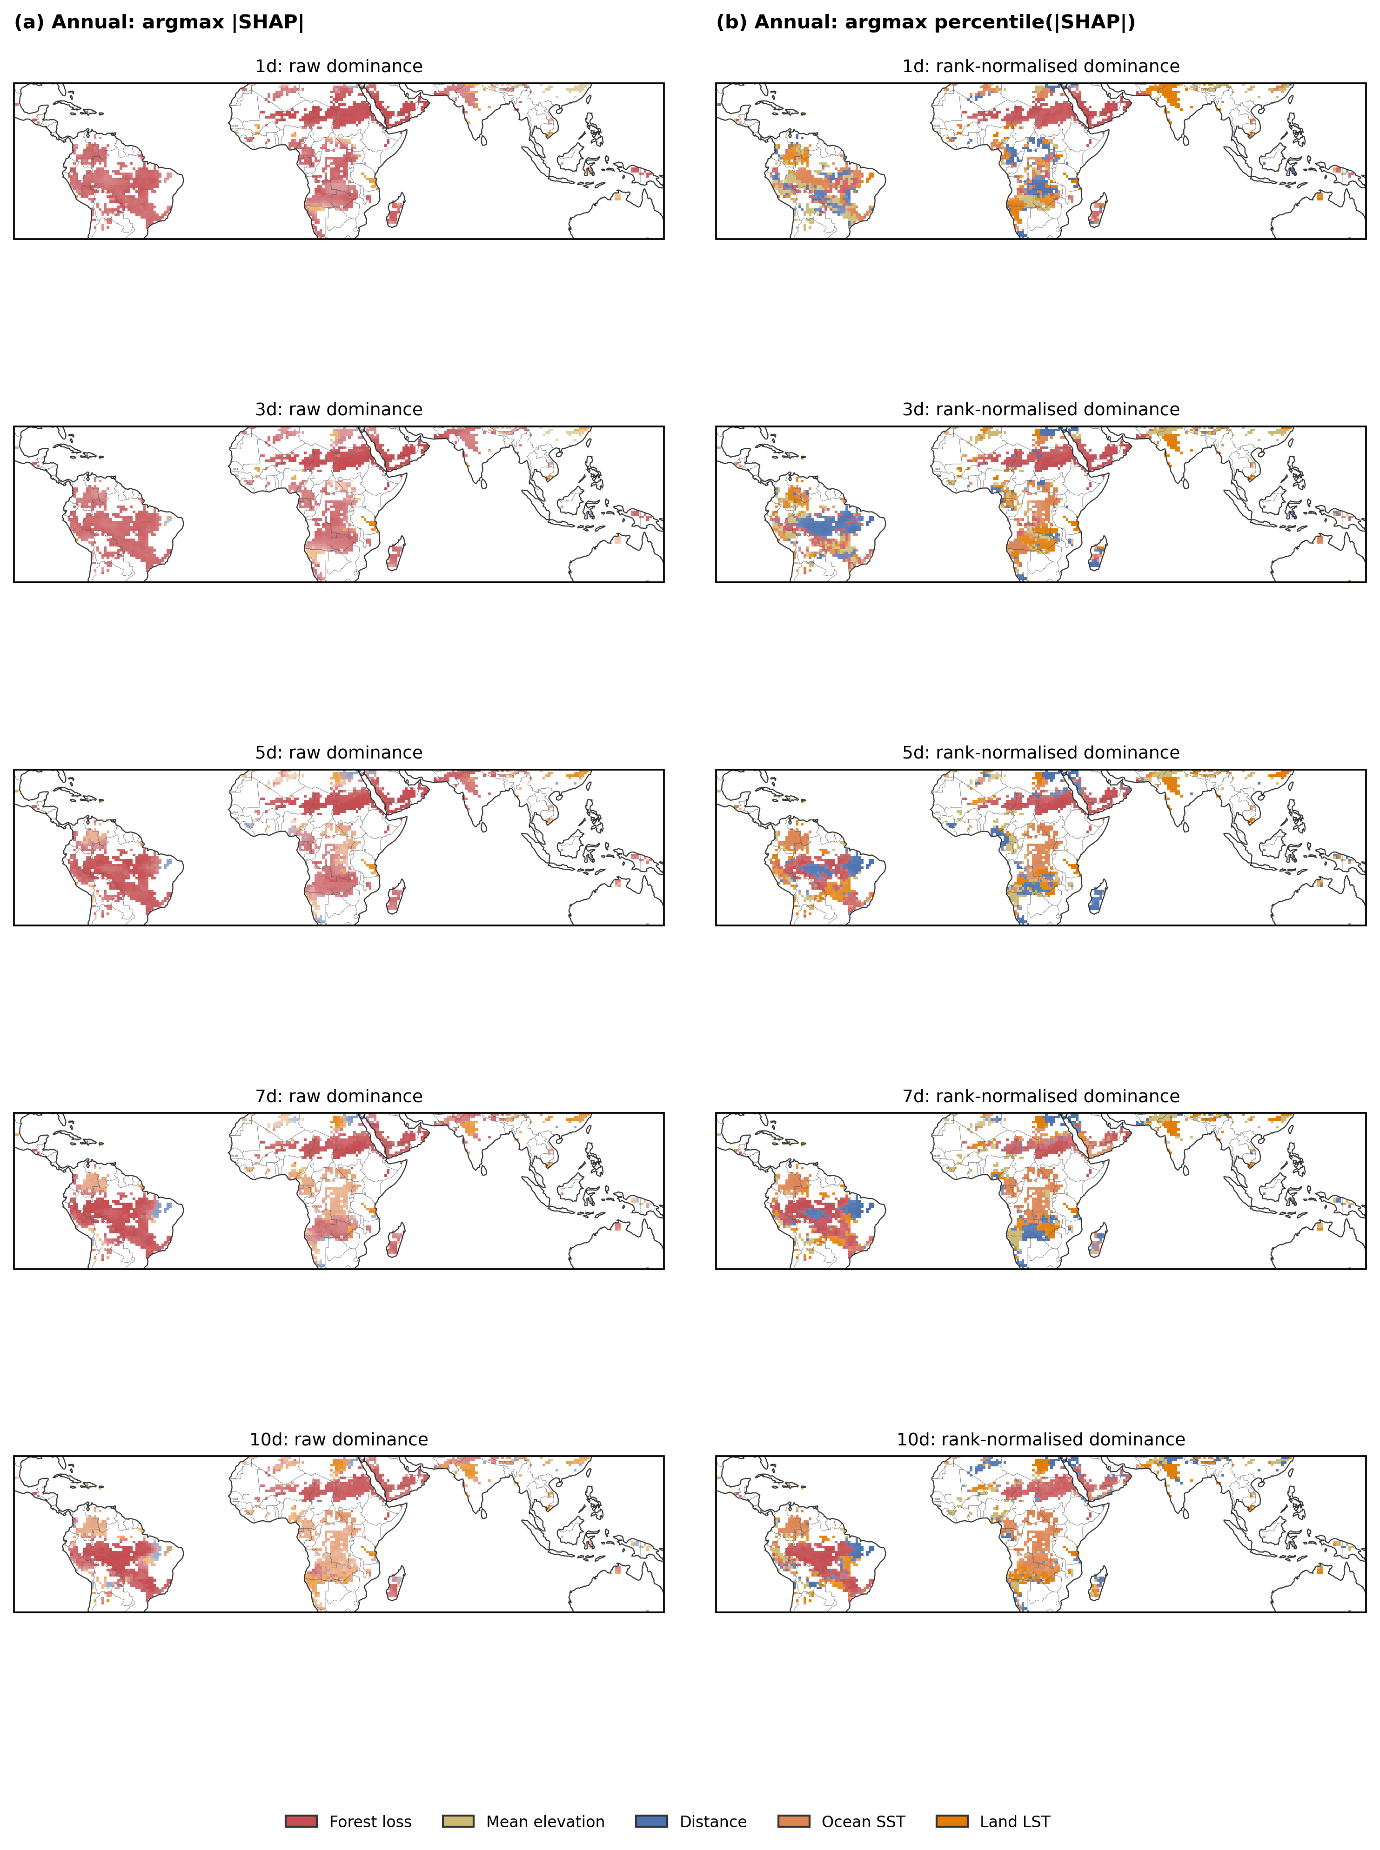 (a) Annual: argmax |SHAP|
(b) Annual: argmax percentile(|SHAP|)
1d: raw dominance
1d: rank-normalised dominance
3d: raw dominance
3d: rank-normalised dominance
5d: raw dominance
5d: rank-normalised dominance
7d: raw dominance
7d: rank-normalised dominance
10d: raw dominance
10d: rank-normalised dominance
Forest loss
Mean elevation
Distance
Ocean SST
Land LST